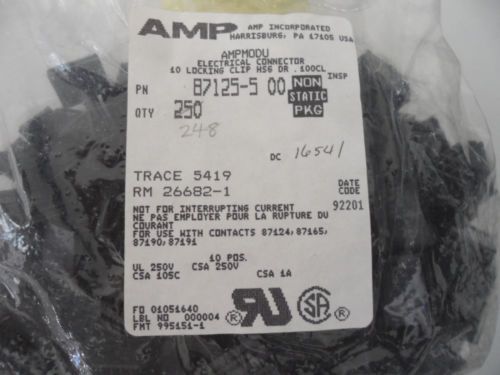 AMP AMP INCORPORATED
HARRISBURG, PA 17105 USA
AMPMODU
ELECTRICAL CONNECTOR
10 LOCKING CLIP HSG DR .100CL
INSP
PN 87125-5 00
NON
STATIC
PKG
QTY 250
248
DC 16541
TRACE 5419
RM 26682-1
DATE
CODE
92201
NOT FOR INTERRUPTING CURRENT
NE PAS EMPLOYER POUR LA RUPTURE DU
COURANT
FOR USE WITH CONTACTS 87124,87165,
87190,87191
10 POS.
UL 250V CSA 250V
CSA 105C CSA 1A
FO 01051640
LBL NO 000004
FMT 995151-1
RU ® SA ®